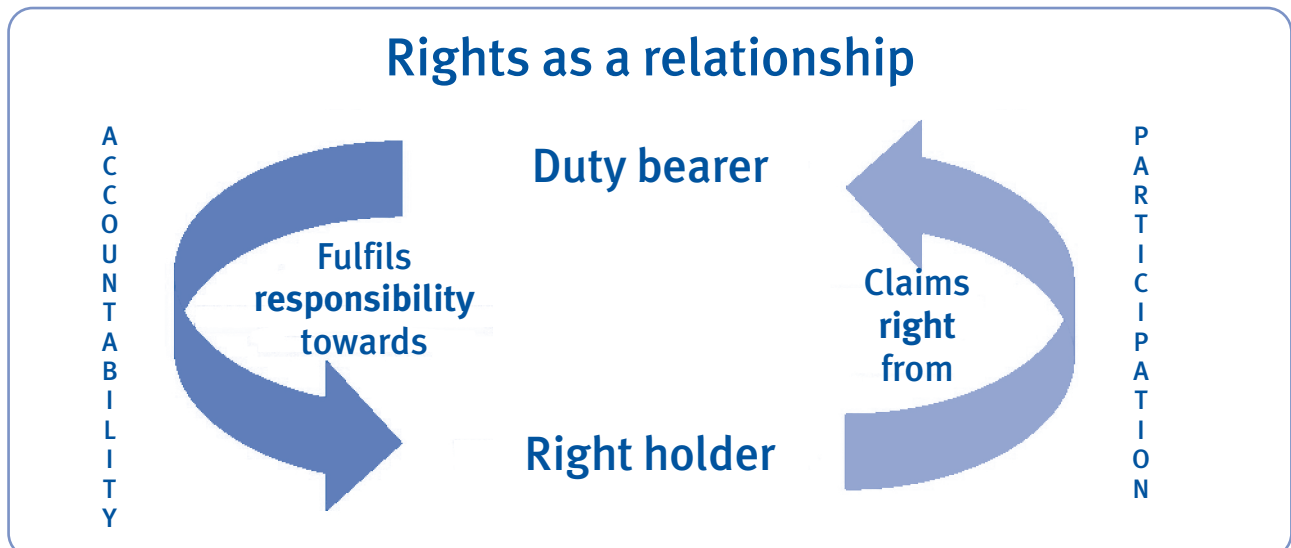 Rights as a relationship
ACCOUNTABILITY
Duty bearer
Fulfils
responsibility
towards
Claims
right
from
Right holder
PARTICIPATION